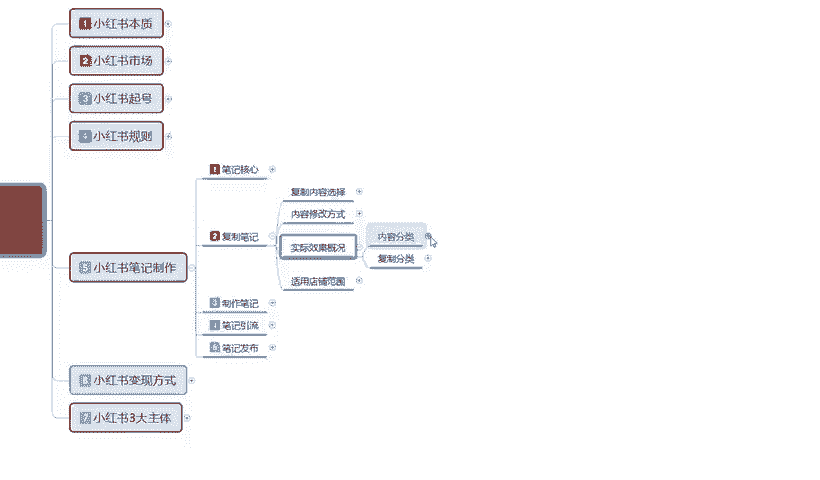 1 小红书本质
2 小红书市场
3 小红书起号
4 小红书规则
小红书笔记制作
1 笔记核心
2 复制笔记
复制内容选择
内容修改方式
实际效果概况
内容分类
复制分类
适用店铺范围
3 制作笔记
4 笔记引流
笔记发布
小红书变现方式
7 小红书3大主体